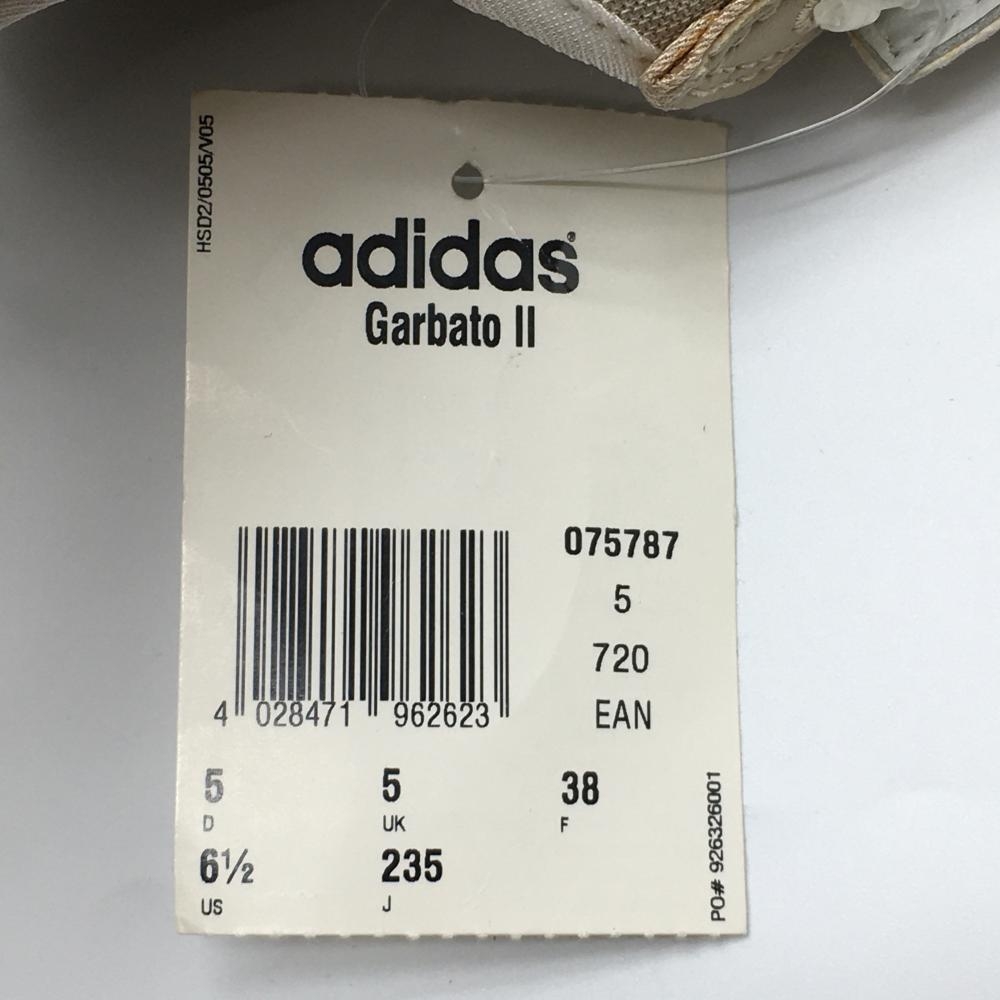 HSD2/0505/V05
adidas®
Garbato II
075787
5
720
EAN
4 028471 962623
5 5 38
D UK F
6½ 235
US J
PO# 926326001